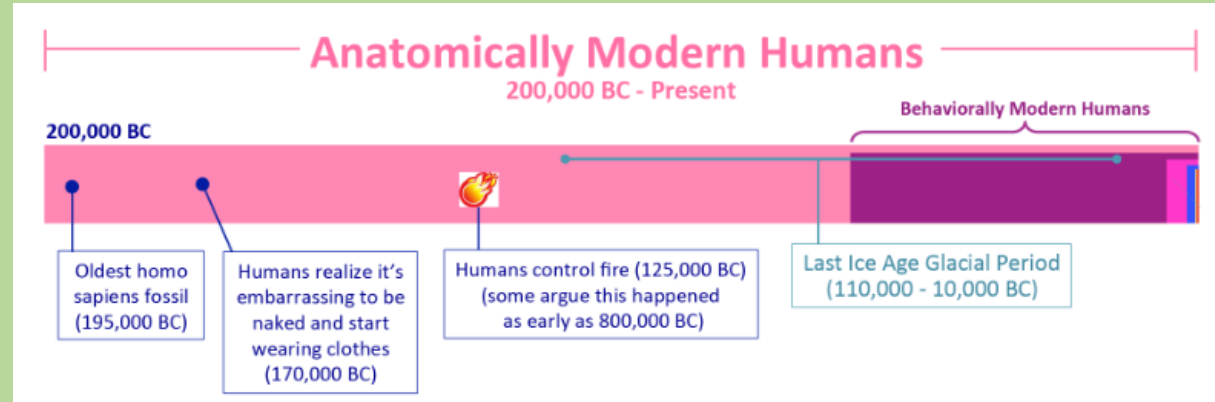 Anatomically Modern Humans
200,000 BC - Present
Behaviorally Modern Humans
200,000 BC
Oldest homo
sapiens fossil
(195,000 BC)
Humans realize it's
embarrassing to be
naked and start
wearing clothes
(170,000 BC)
Humans control fire (125,000 BC)
(some argue this happened
as early as 800,000 BC)
Last Ice Age Glacial Period
(110,000 - 10,000 BC)